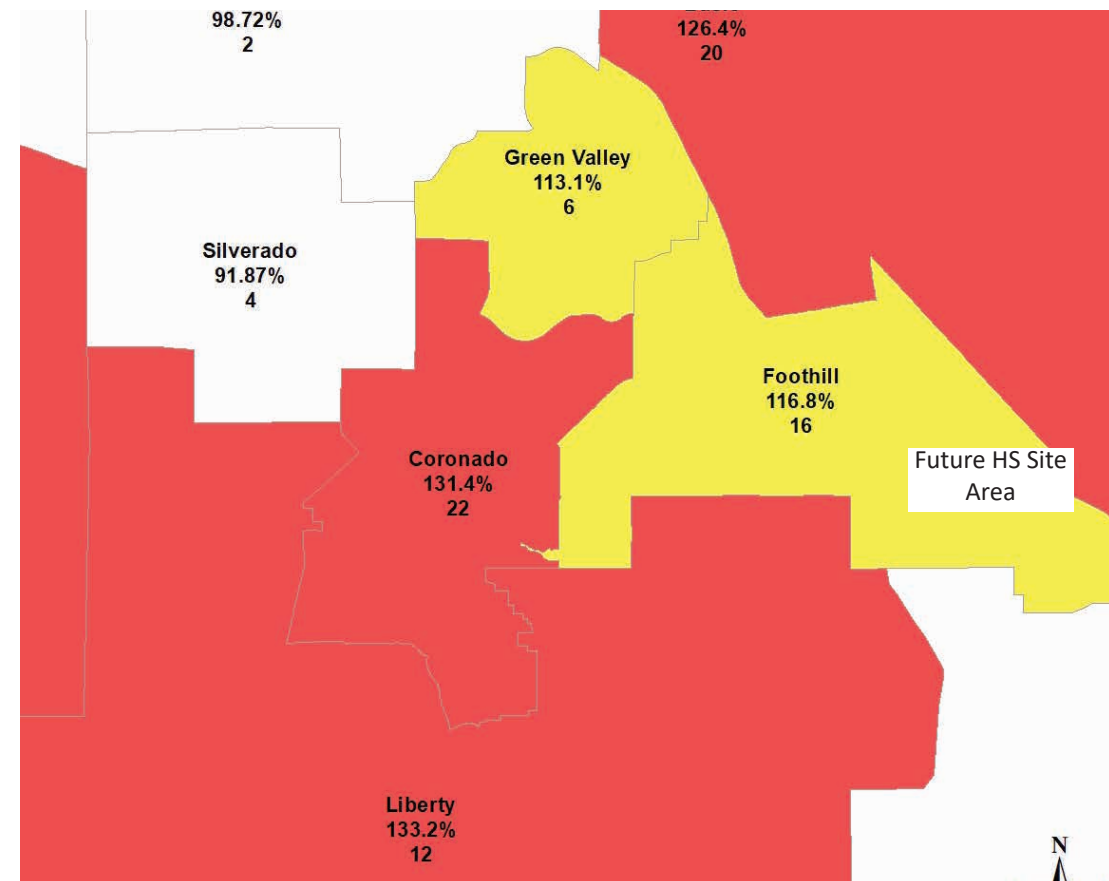 98.72%
2
126.4%
20
Green Valley
113.1%
6
Silverado
91.87%
4
Foothill
116.8%
16
Coronado
131.4%
22
Future HS Site
Area
Liberty
133.2%
12
N